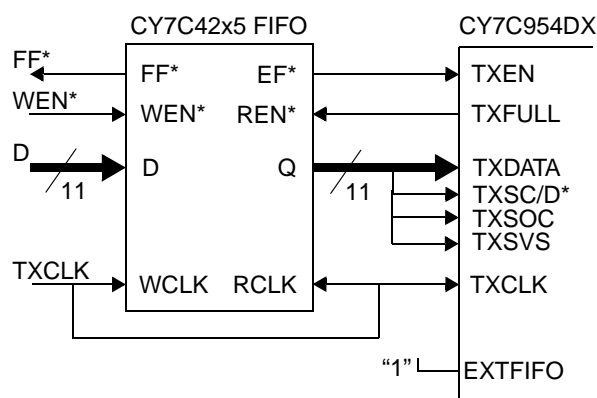 CY7C42x5 FIFO
CY7C954DX
FF*
FF*
EF*
TXEN
WEN*
WEN*
REN*
TXFULL
D
11
D
Q
11
TXDATA
TXSC/D*
TXSOC
TXSVS
TXCLK
WCLK
RCLK
TXCLK
“1”
EXTFIFO